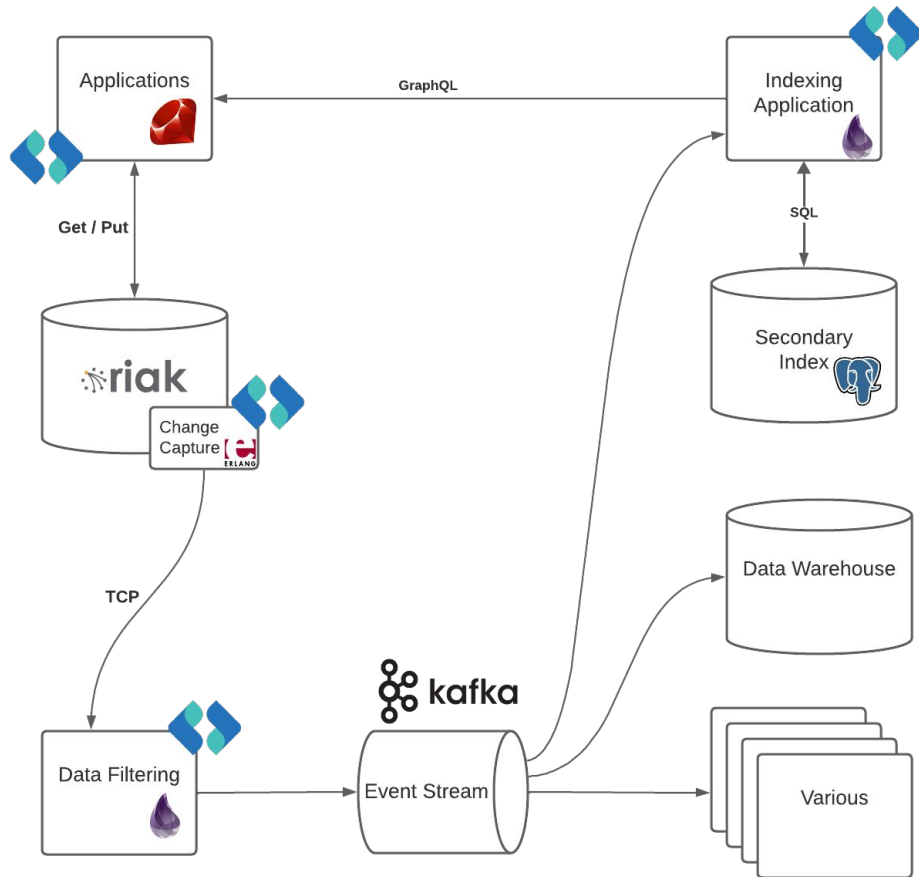 Applications
GraphQL
Indexing
Application
Get / Put
SQL
riak
Secondary
Index
Change
Capture
e
ERLANG
Data Warehouse
TCP
kafka
Data Filtering
Event Stream
Various